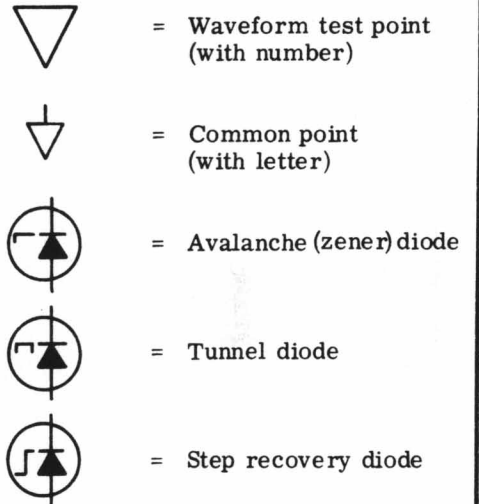 = Waveform test point
(with number)
= Common point
(with letter)
= Avalanche (zener) diode
= Tunnel diode
= Step recovery diode